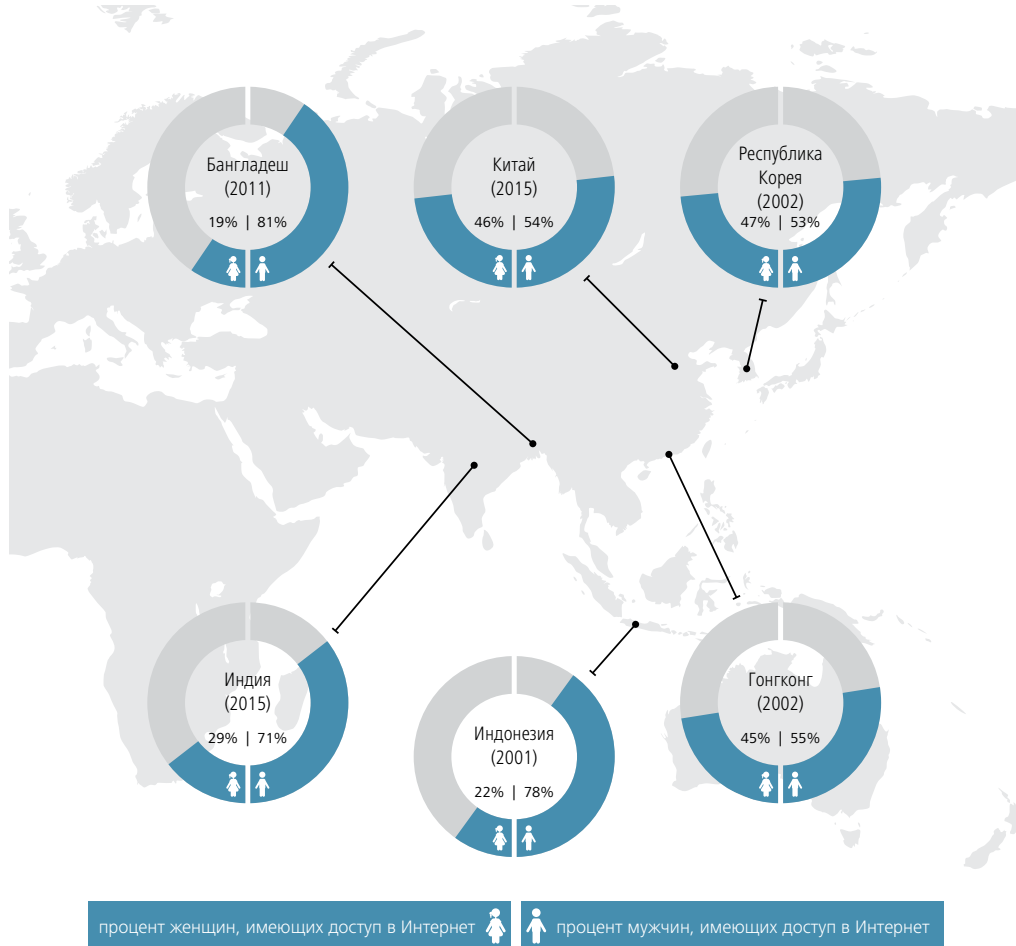 Бангладеш
(2011)
19% | 81%
Китай
(2015)
46% | 54%
Республика
Корея
(2002)
47% | 53%
Индия
(2015)
29% | 71%
Индонезия
(2001)
22% | 78%
Гонгконг
(2002)
45% | 55%
процент женщин, имеющих доступ в Интернет
процент мужчин, имеющих доступ в Интернет